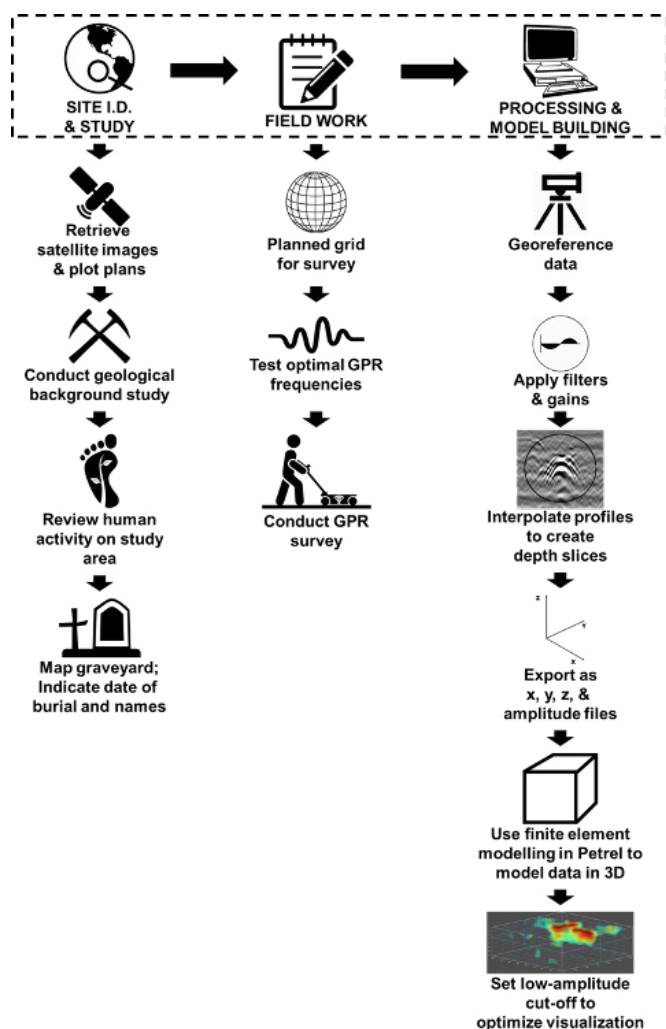 SITE I.D.
& STUDY
FIELD WORK
PROCESSING &
MODEL BUILDING
Retrieve
satellite images
& plot plans
Conduct geological
background study
Review human
activity on study
area
Map graveyard;
Indicate date of
burial and names
Planned grid
for survey
Test optimal GPR
frequencies
Conduct GPR
survey
Georeference
data
Apply filters
& gains
Interpolate profiles
to create
depth slices
X
Y
X
Export as
x, y, z, &
amplitude files
Use finite element
modelling in Petrel to
model data in 3D
Set low-amplitude
cut-off to
optimize visualization